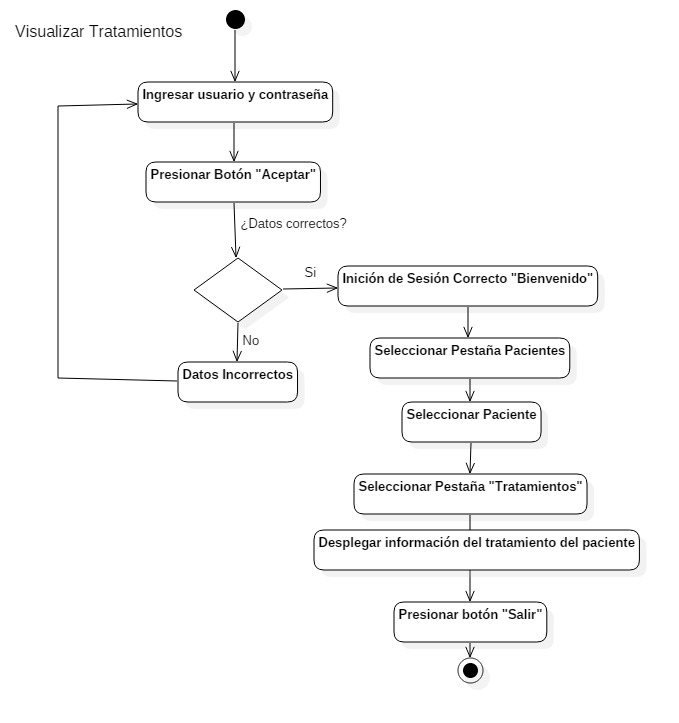 Visualizar Tratamientos
Ingresar usuario y contraseña
Presionar Botón "Aceptar"
¿Datos correctos?
Si
Inición de Sesión Correcto "Bienvenido"
No
Seleccionar Pestaña Pacientes
Datos Incorrectos
Seleccionar Paciente
Seleccionar Pestaña "Tratamientos"
Desplegar información del tratamiento del paciente
Presionar botón "Salir"